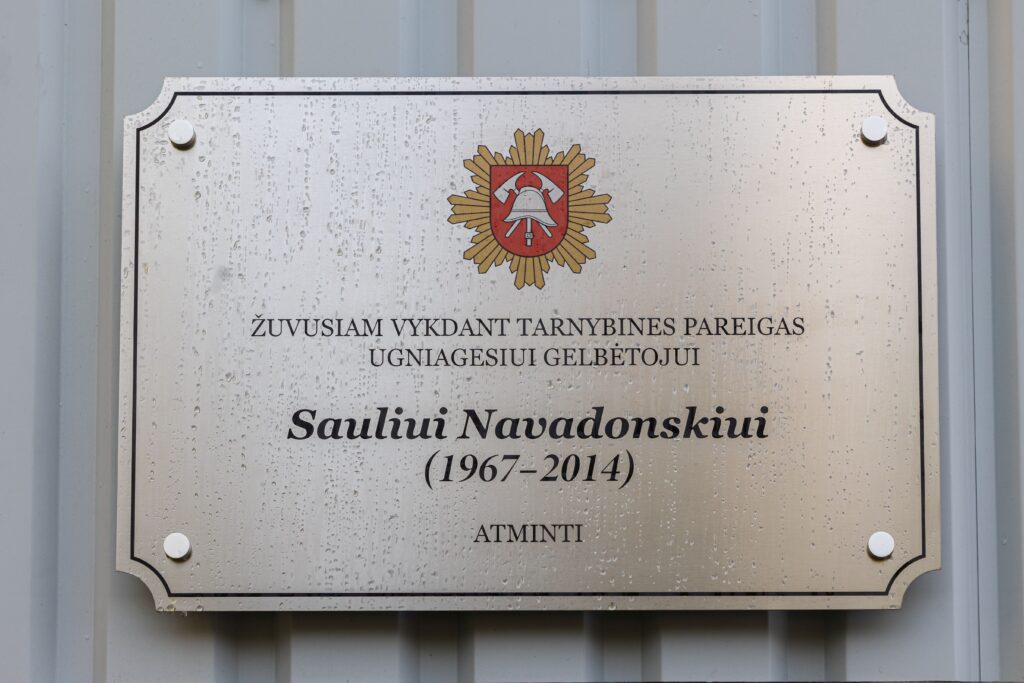 ŽUVUSIAM VYKDANT TARNYBINES PAREIGAS
UGNIAGESIUI GELBĖTOJUI
Sauliui Navadonskiui
(1967–2014)
ATMINTI